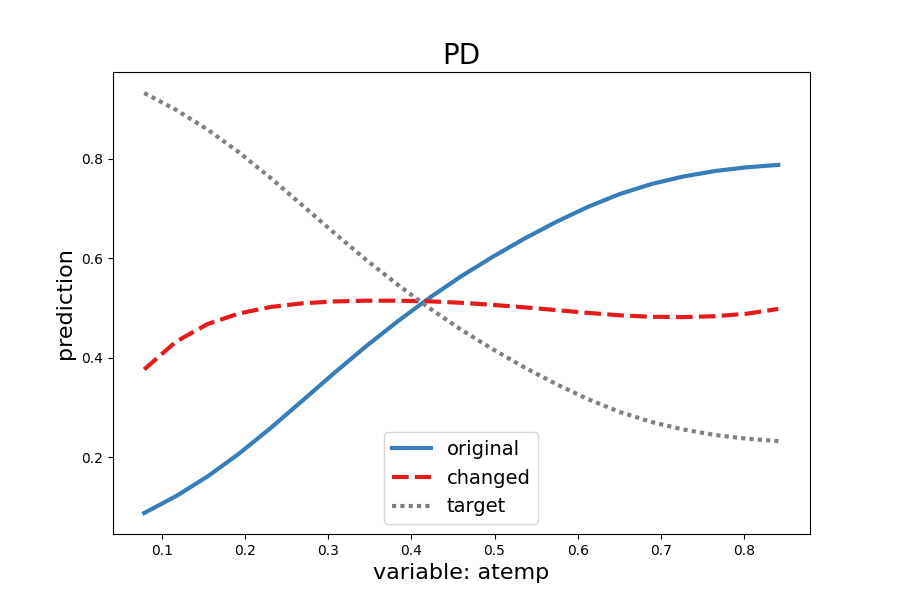 PD
prediction
0.8
0.6
0.4
0.2
original
changed
target
0.1 0.2 0.3 0.4 0.5 0.6 0.7 0.8
variable: atemp